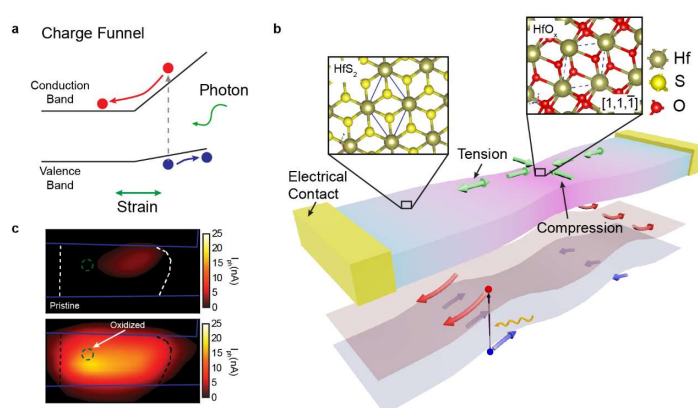 a
Charge Funnel
Conduction
Band
Photon
Valence
Band
Strain
b
HfS₂
HfOₓ
[1,1,1̅]
Hf
S
O
Electrical
Contact
Tension
Compression
c
Pristine
25
20
15
10
5
0
Iₚₕ(nA)
Oxidized
25
20
15
10
5
0
Iₚₕ(nA)